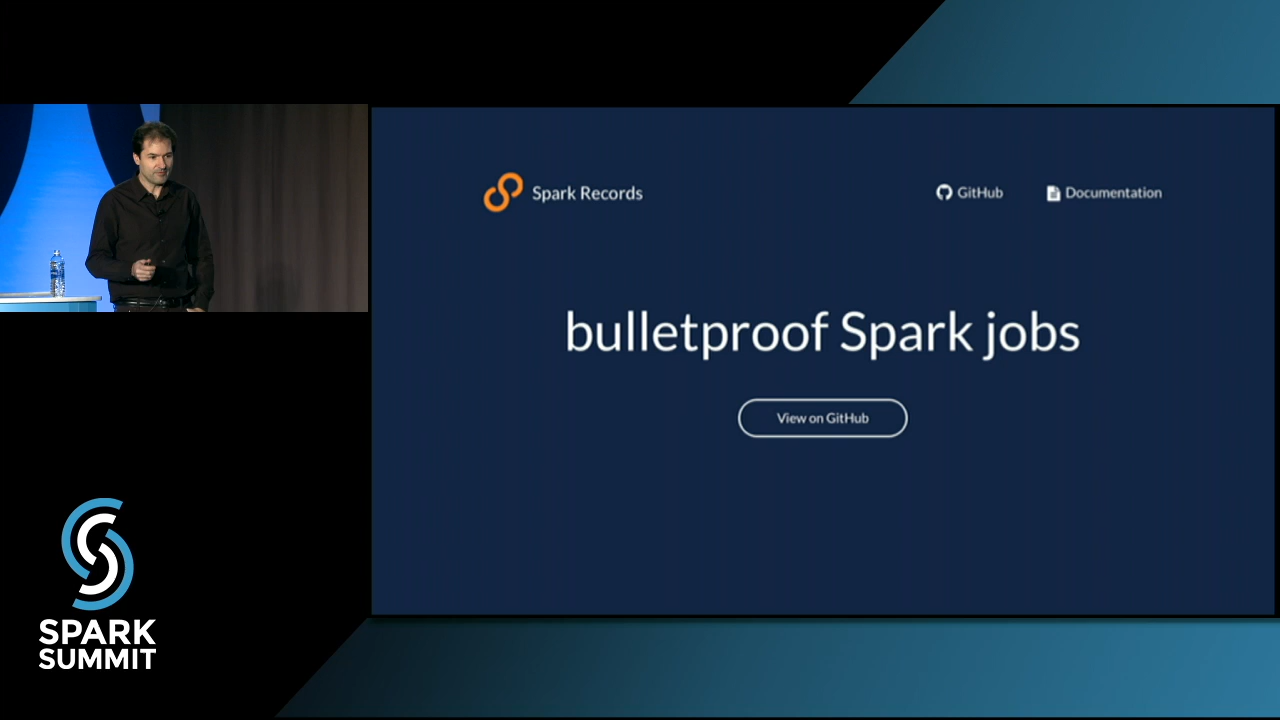 Spark Records
GitHub
Documentation
bulletproof Spark jobs
View on GitHub
SPARK
SUMMIT